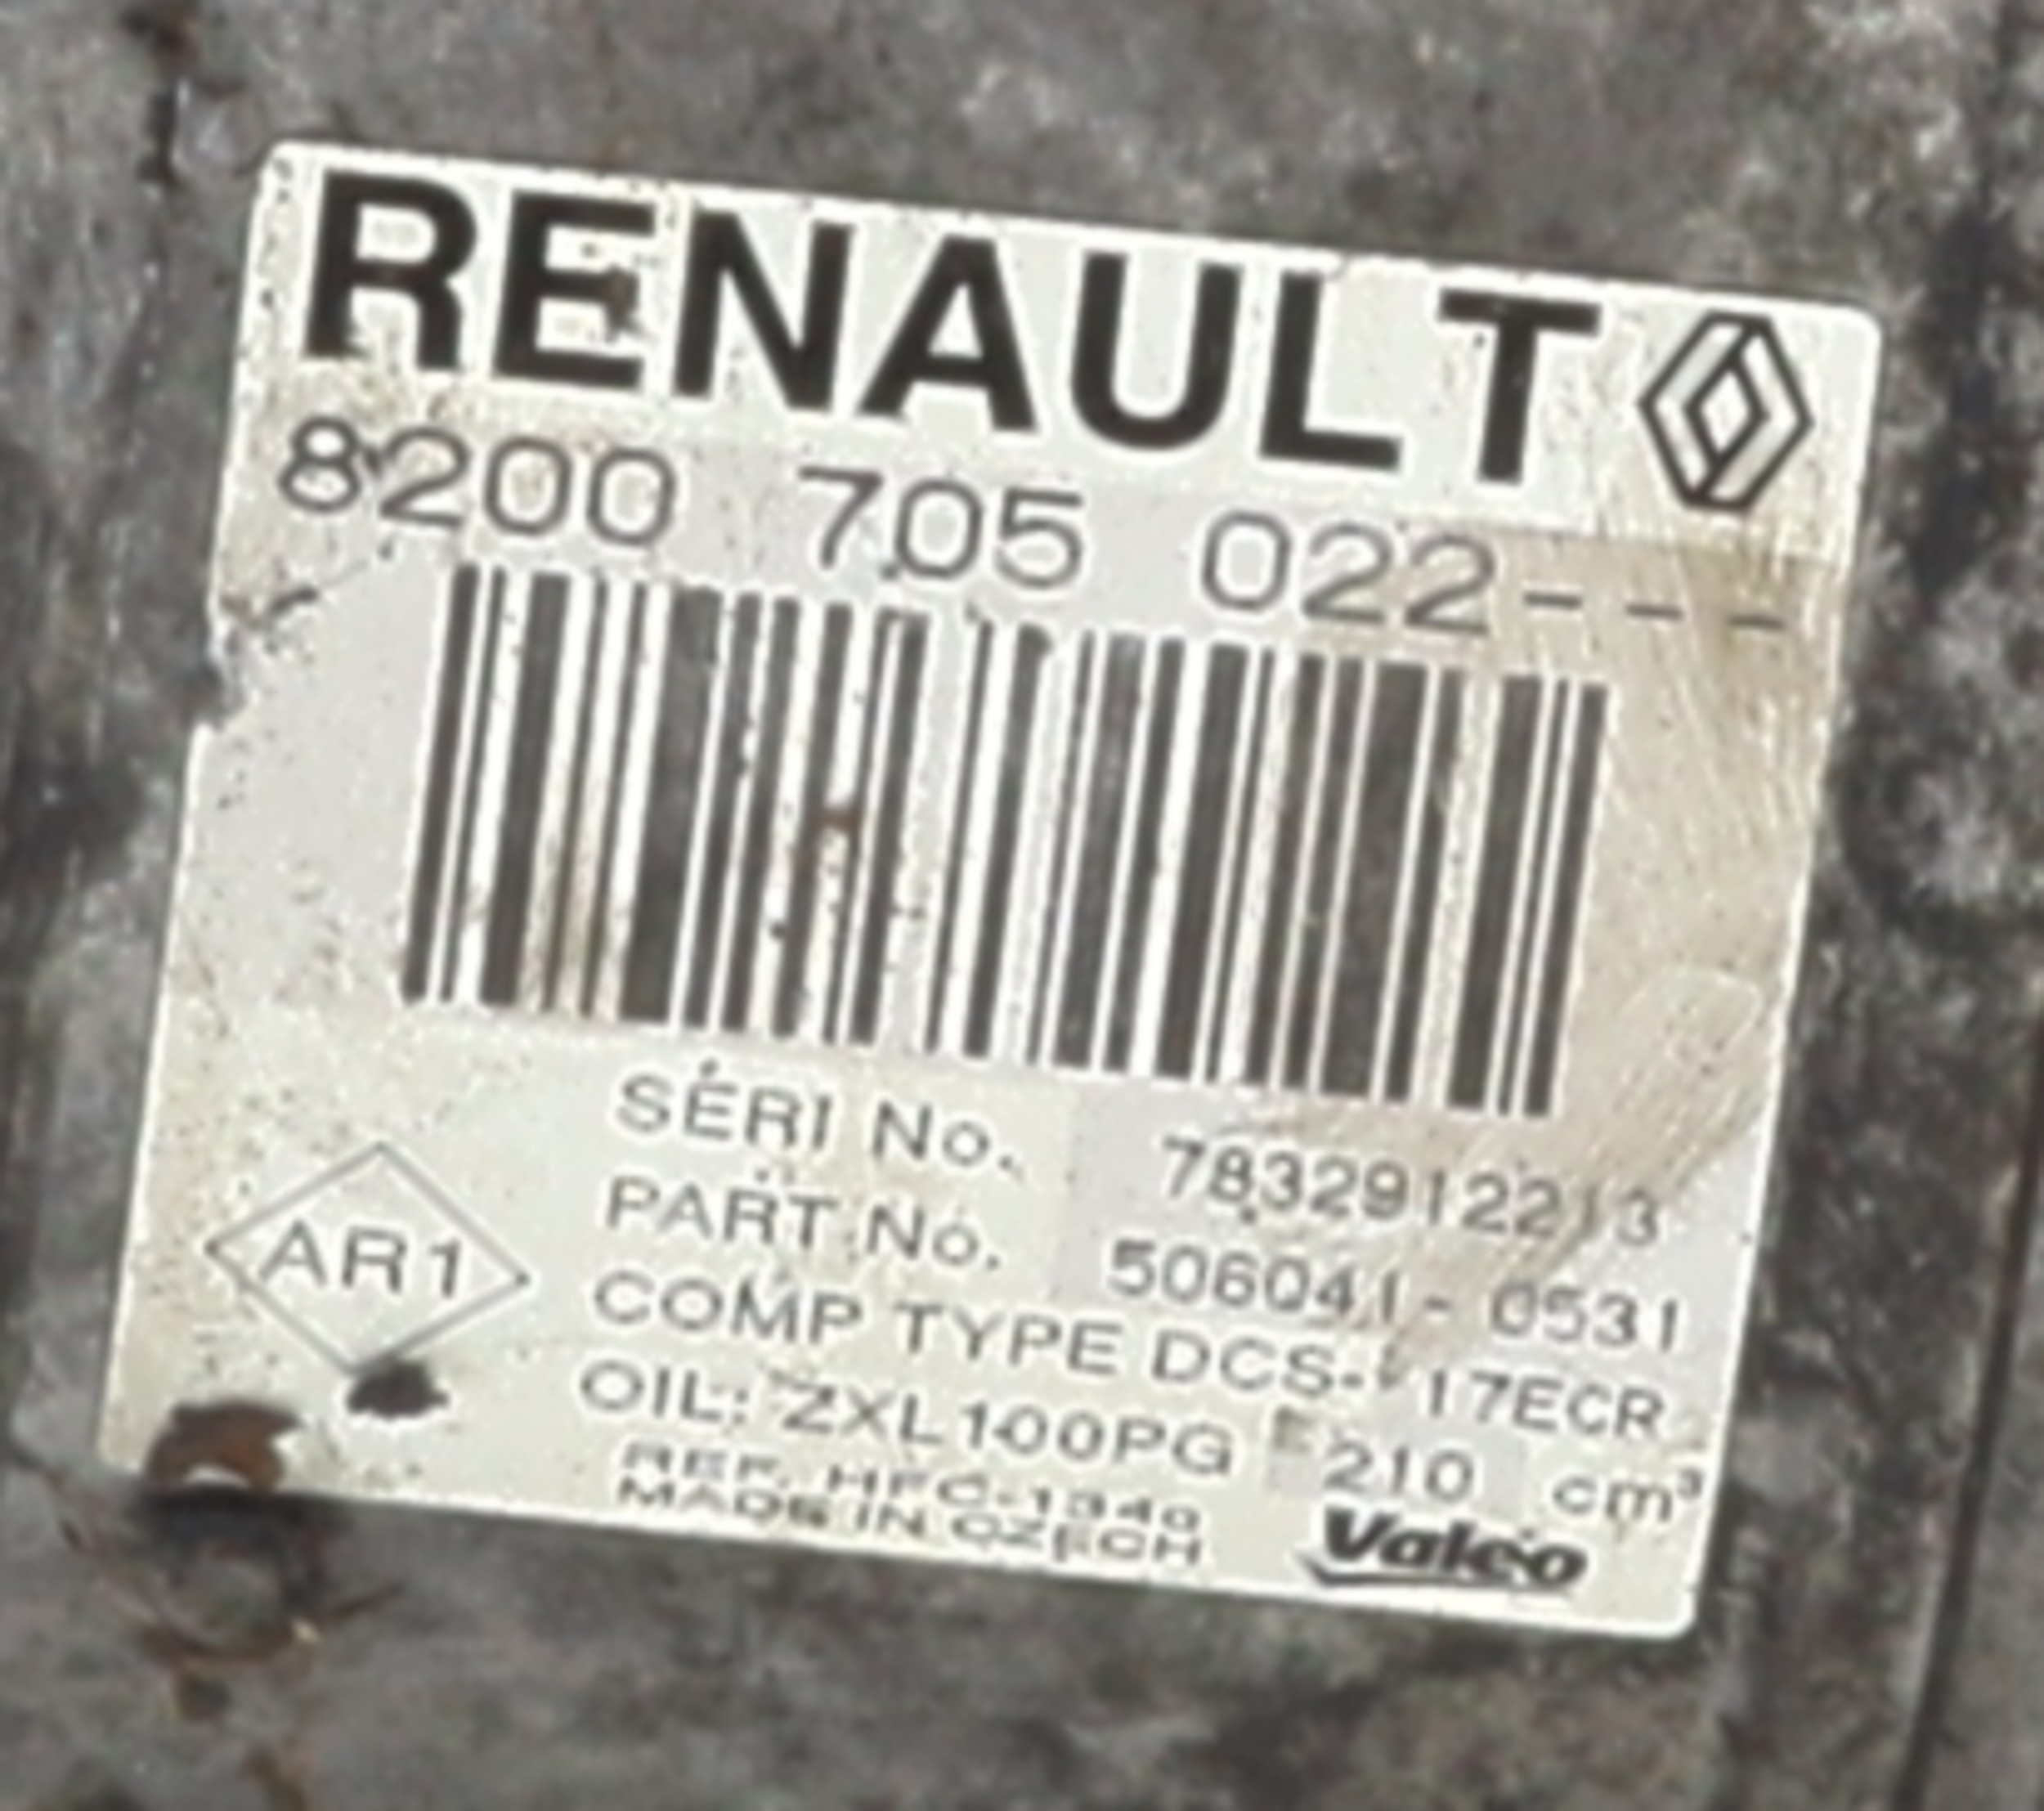 RENAULT
8200 705 022---
SÉRI No. 7832912213
PART No. 506041-0531
AR1
COMP TYPE DCS-17ECR
OIL: ZXL100PG 210 cm³
REF. HFC-134a
MADE IN CZECH
Valeo